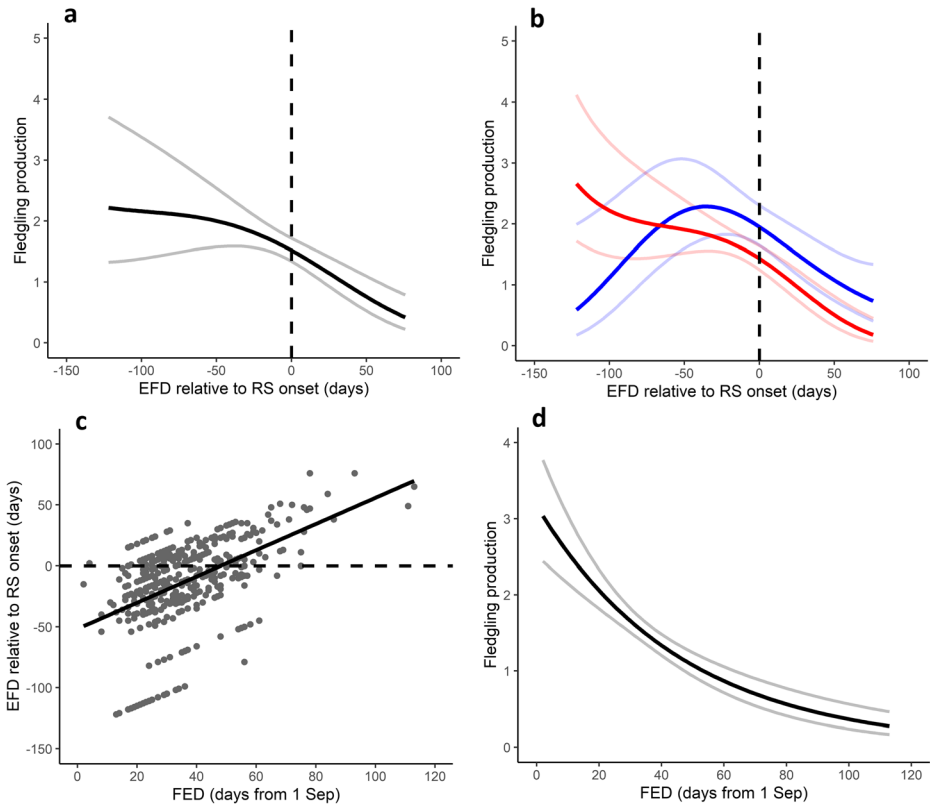 a
5
4
3
2
1
0
Fledgling production
-150 -100 -50 0 50 100
EFD relative to RS onset (days)
b
5
4
3
2
1
0
Fledgling production
-150 -100 -50 0 50 100
EFD relative to RS onset (days)
c
100
50
0
-50
-100
-150
EFD relative to RS onset (days)
0 20 40 60 80 100 120
FED (days from 1 Sep)
d
4
3
2
1
0
Fledgling production
0 20 40 60 80 100 120
FED (days from 1 Sep)